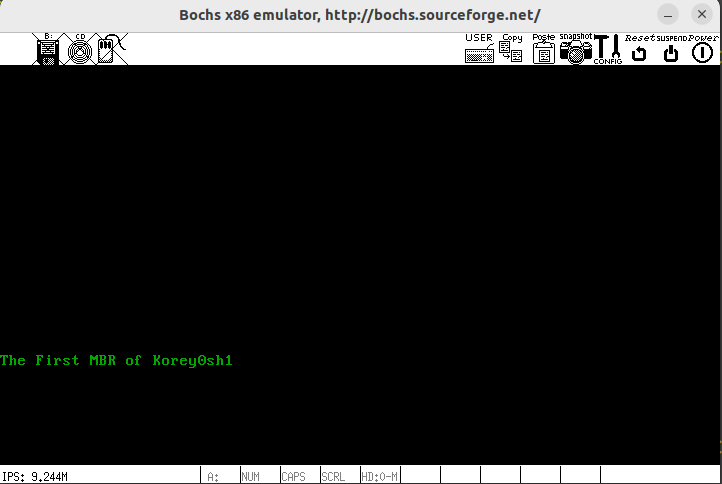 Bochs x86 emulator, http://bochs.sourceforge.net/
B: CD USER Copy Paste snapshot CONFIG Reset SUSPEND Power
The First MBR of Korey0sh1
IPS: 9.244M A: NUM CAPS SCRL HD:0-M